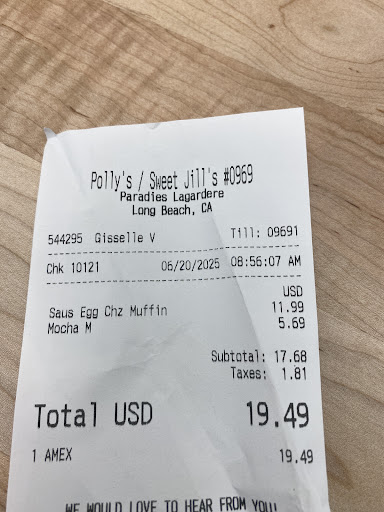 Polly's / Sweet Jill's #0969
Paradies Lagardere
Long Beach, CA
544295 Gisselle V Till: 09691
Chk 10121 06/20/2025 08:56:07 AM
USD
Saus Egg Chz Muffin 11.99
Mocha M 5.69
Subtotal: 17.68
Taxes: 1.81
Total USD 19.49
1 AMEX 19.49
WE WOULD LOVE TO HEAR FROM YOU!